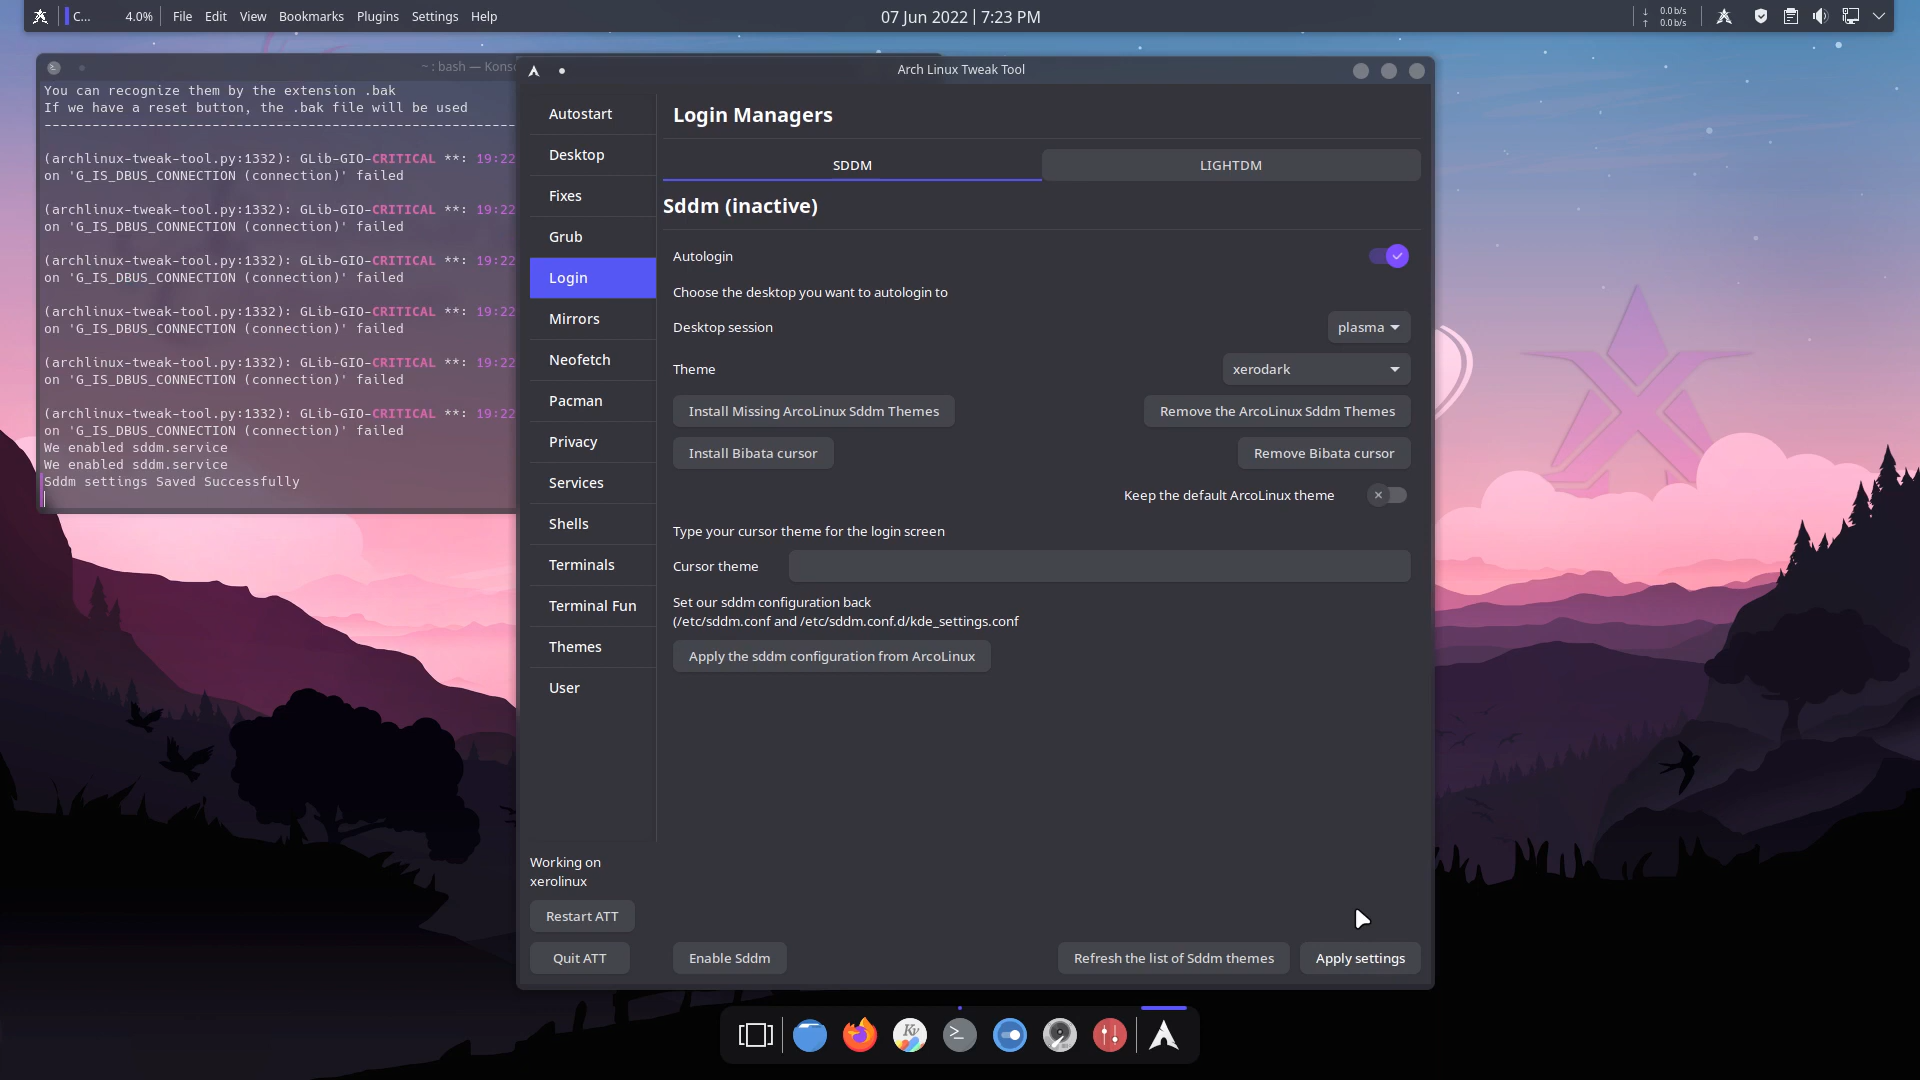 C... 4.0% File Edit View Bookmarks Plugins Settings Help 07 Jun 2022 | 7:23 PM ↓ 0.0 b/s
↑ 0.0 b/s
~ : bash — Konso
You can recognize them by the extension .bak
If we have a reset button, the .bak file will be used
-----------------------------------------------------------
(archlinux-tweak-tool.py:1332): GLib-GIO-CRITICAL **: 19:22
on 'G_IS_DBUS_CONNECTION (connection)' failed
(archlinux-tweak-tool.py:1332): GLib-GIO-CRITICAL **: 19:22
on 'G_IS_DBUS_CONNECTION (connection)' failed
(archlinux-tweak-tool.py:1332): GLib-GIO-CRITICAL **: 19:22
on 'G_IS_DBUS_CONNECTION (connection)' failed
(archlinux-tweak-tool.py:1332): GLib-GIO-CRITICAL **: 19:22
on 'G_IS_DBUS_CONNECTION (connection)' failed
(archlinux-tweak-tool.py:1332): GLib-GIO-CRITICAL **: 19:22
on 'G_IS_DBUS_CONNECTION (connection)' failed
(archlinux-tweak-tool.py:1332): GLib-GIO-CRITICAL **: 19:22
on 'G_IS_DBUS_CONNECTION (connection)' failed
We enabled sddm.service
We enabled sddm.service
Sddm settings Saved Successfully
Arch Linux Tweak Tool
Autostart
Desktop
Fixes
Grub
Login
Mirrors
Neofetch
Pacman
Privacy
Services
Shells
Terminals
Terminal Fun
Themes
User
Working on
xerolinux
Restart ATT
Quit ATT
Login Managers
SDDM LIGHTDM
Sddm (inactive)
Autologin
Choose the desktop you want to autologin to
Desktop session plasma
Theme xerodark
Install Missing ArcoLinux Sddm Themes Remove the ArcoLinux Sddm Themes
Install Bibata cursor Remove Bibata cursor
Keep the default ArcoLinux theme
Type your cursor theme for the login screen
Cursor theme
Set our sddm configuration back
(/etc/sddm.conf and /etc/sddm.conf.d/kde_settings.conf
Apply the sddm configuration from ArcoLinux
Enable Sddm Refresh the list of Sddm themes Apply settings
Kv